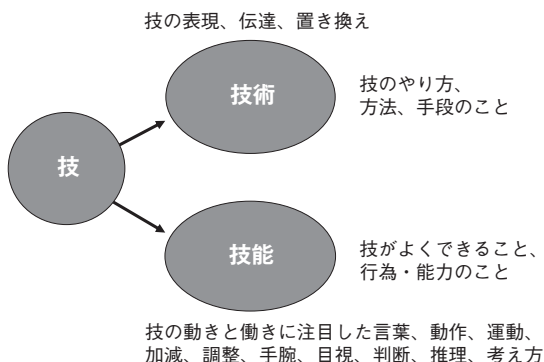 技の表現、伝達、置き換え
技術
技のやり方、
方法、手段のこと
技
技能
技がよくできること、
行為・能力のこと
技の動きと働きに注目した言葉、動作、運動、
加減、調整、手腕、目視、判断、推理、考え方